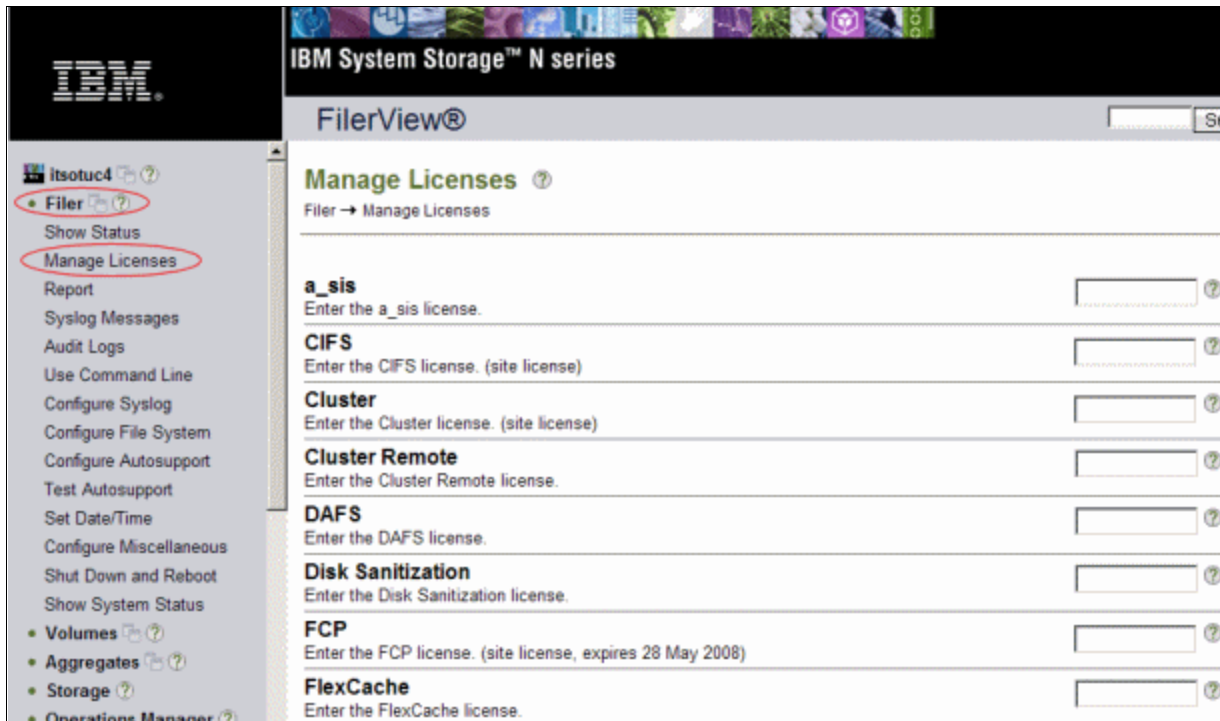 IBM®
IBM System Storage™ N series
FilerView®
itsotuc4
Filer
Show Status
Manage Licenses
Report
Syslog Messages
Audit Logs
Use Command Line
Configure Syslog
Configure File System
Configure Autosupport
Test Autosupport
Set Date/Time
Configure Miscellaneous
Shut Down and Reboot
Show System Status
Volumes
Aggregates
Storage
Operations Manager
Manage Licenses
Filer → Manage Licenses
a_sis
Enter the a_sis license.
CIFS
Enter the CIFS license. (site license)
Cluster
Enter the Cluster license. (site license)
Cluster Remote
Enter the Cluster Remote license.
DAFS
Enter the DAFS license.
Disk Sanitization
Enter the Disk Sanitization license.
FCP
Enter the FCP license. (site license, expires 28 May 2008)
FlexCache
Enter the FlexCache license.